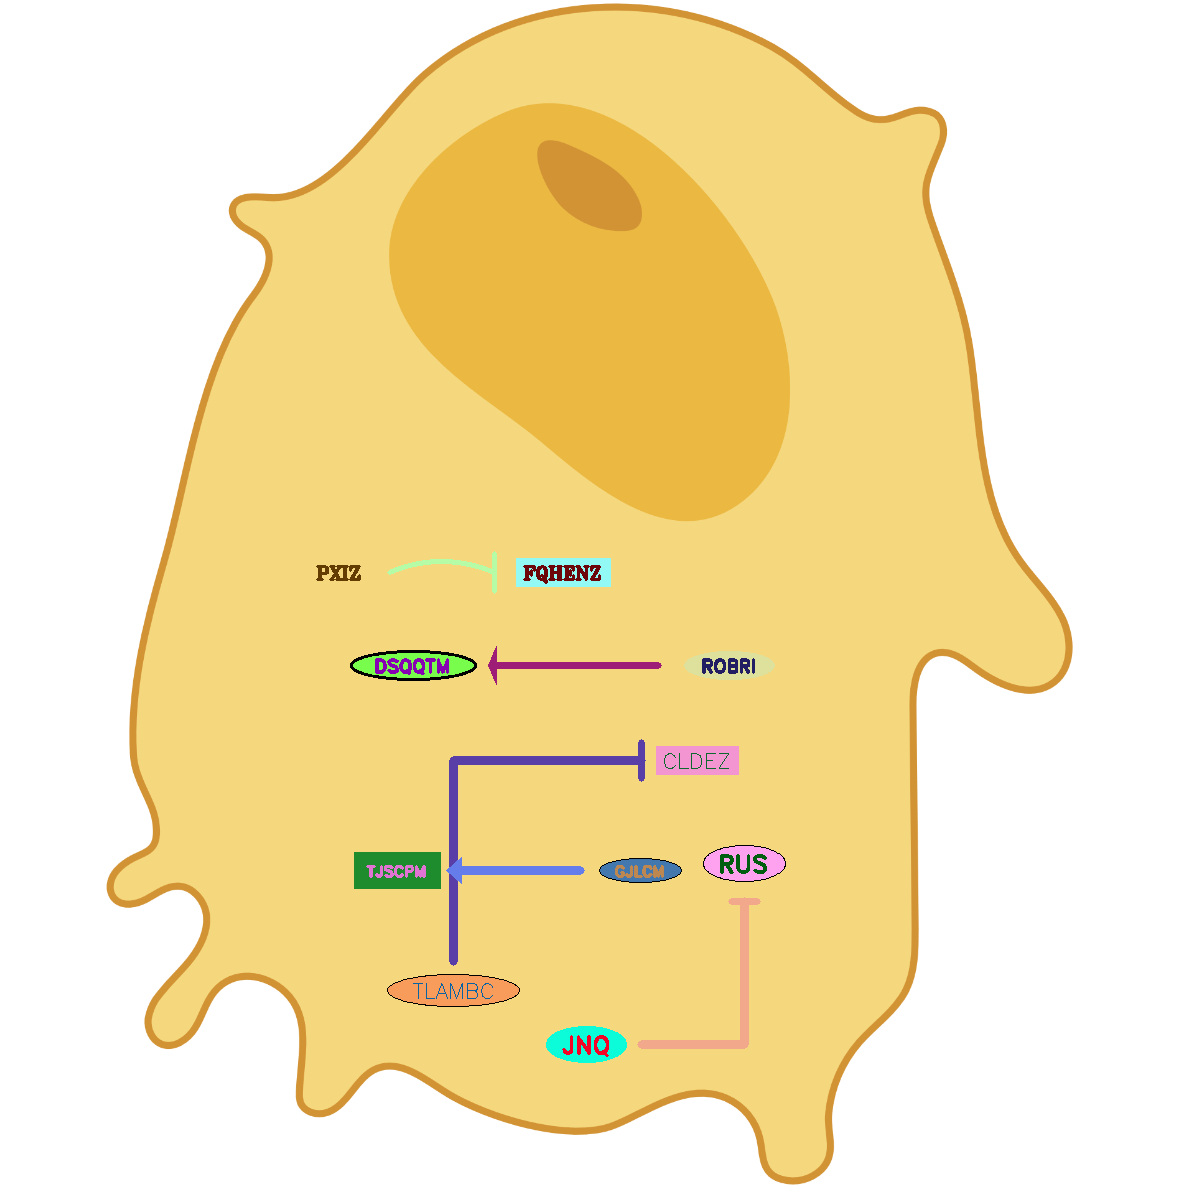 PXIZ
FQHENZ
DSQQTM
ROBRI
CLDEZ
TJSCPM
GJLCM
RUS
TLAMBC
JNQ